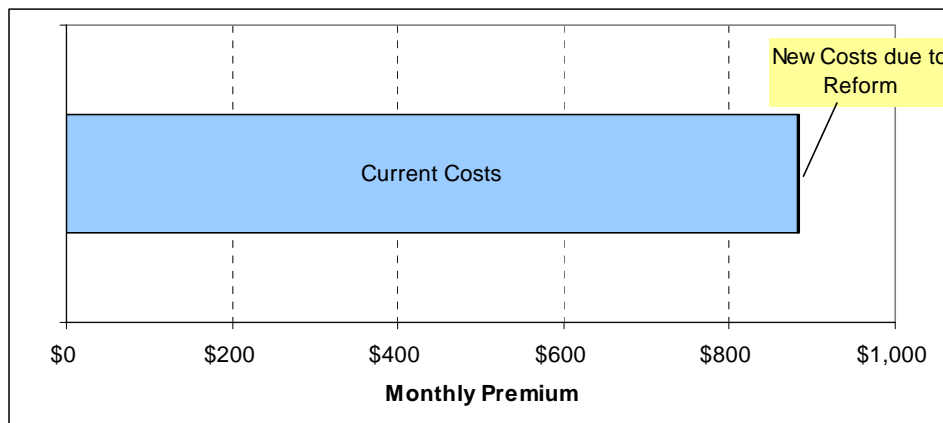 New Costs due to
Reform
Current Costs
$0 $200 $400 $600 $800 $1,000
Monthly Premium